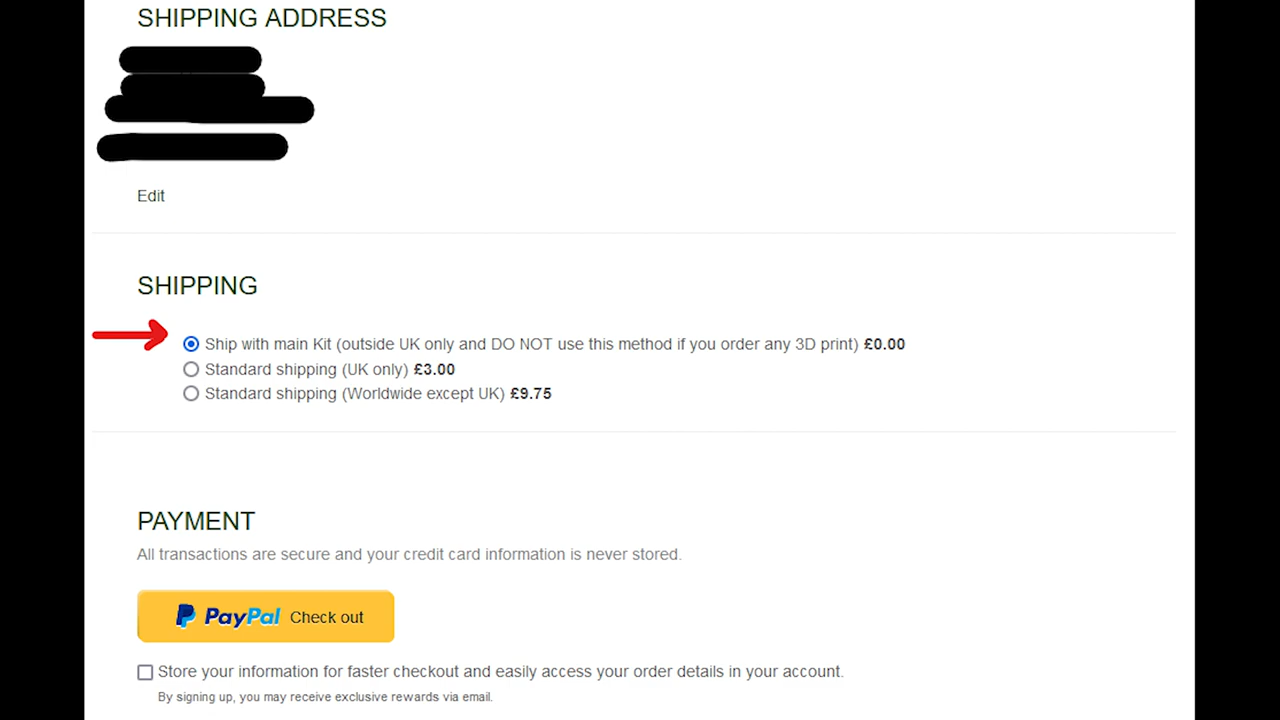 SHIPPING ADDRESS
Edit
SHIPPING
Ship with main Kit (outside UK only and DO NOT use this method if you order any 3D print) £0.00
Standard shipping (UK only) £3.00
Standard shipping (Worldwide except UK) £9.75
PAYMENT
All transactions are secure and your credit card information is never stored.
PayPal Check out
Store your information for faster checkout and easily access your order details in your account.
By signing up, you may receive exclusive rewards via email.